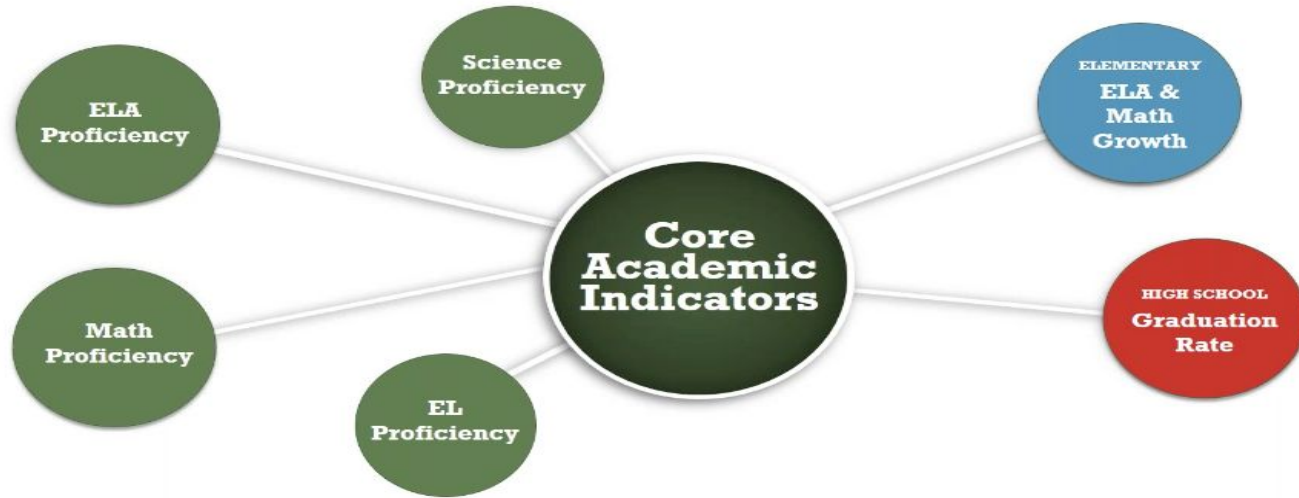 ELA
Proficiency
Science
Proficiency
ELEMENTARY
ELA &
Math
Growth
Core
Academic
Indicators
Math
Proficiency
EL
Proficiency
HIGH SCHOOL
Graduation
Rate